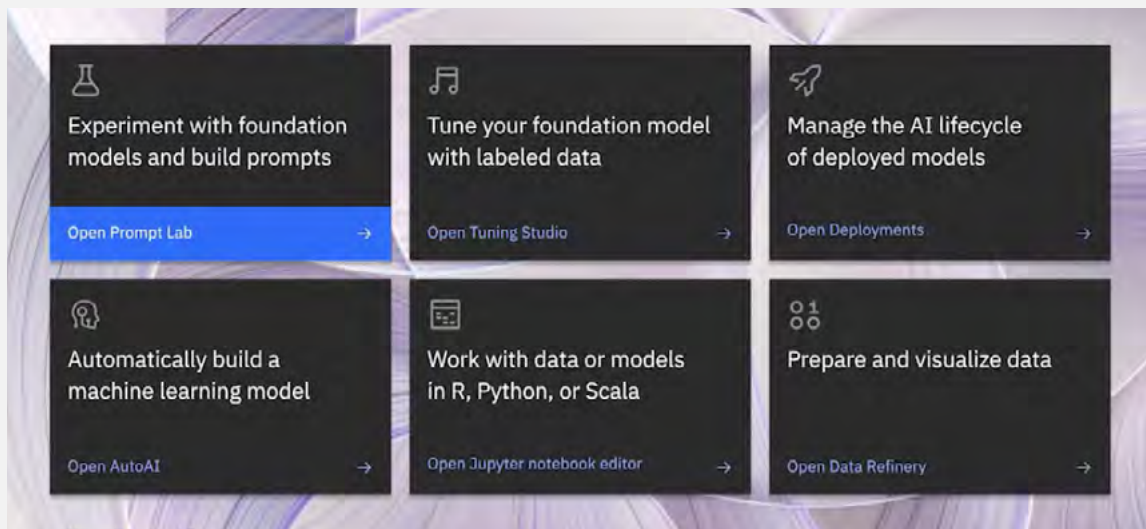 Experiment with foundation
models and build prompts
Open Prompt Lab
Tune your foundation model
with labeled data
Open Tuning Studio
Manage the AI lifecycle
of deployed models
Open Deployments
Automatically build a
machine learning model
Open AutoAI
Work with data or models
in R, Python, or Scala
Open Jupyter notebook editor
Prepare and visualize data
Open Data Refinery